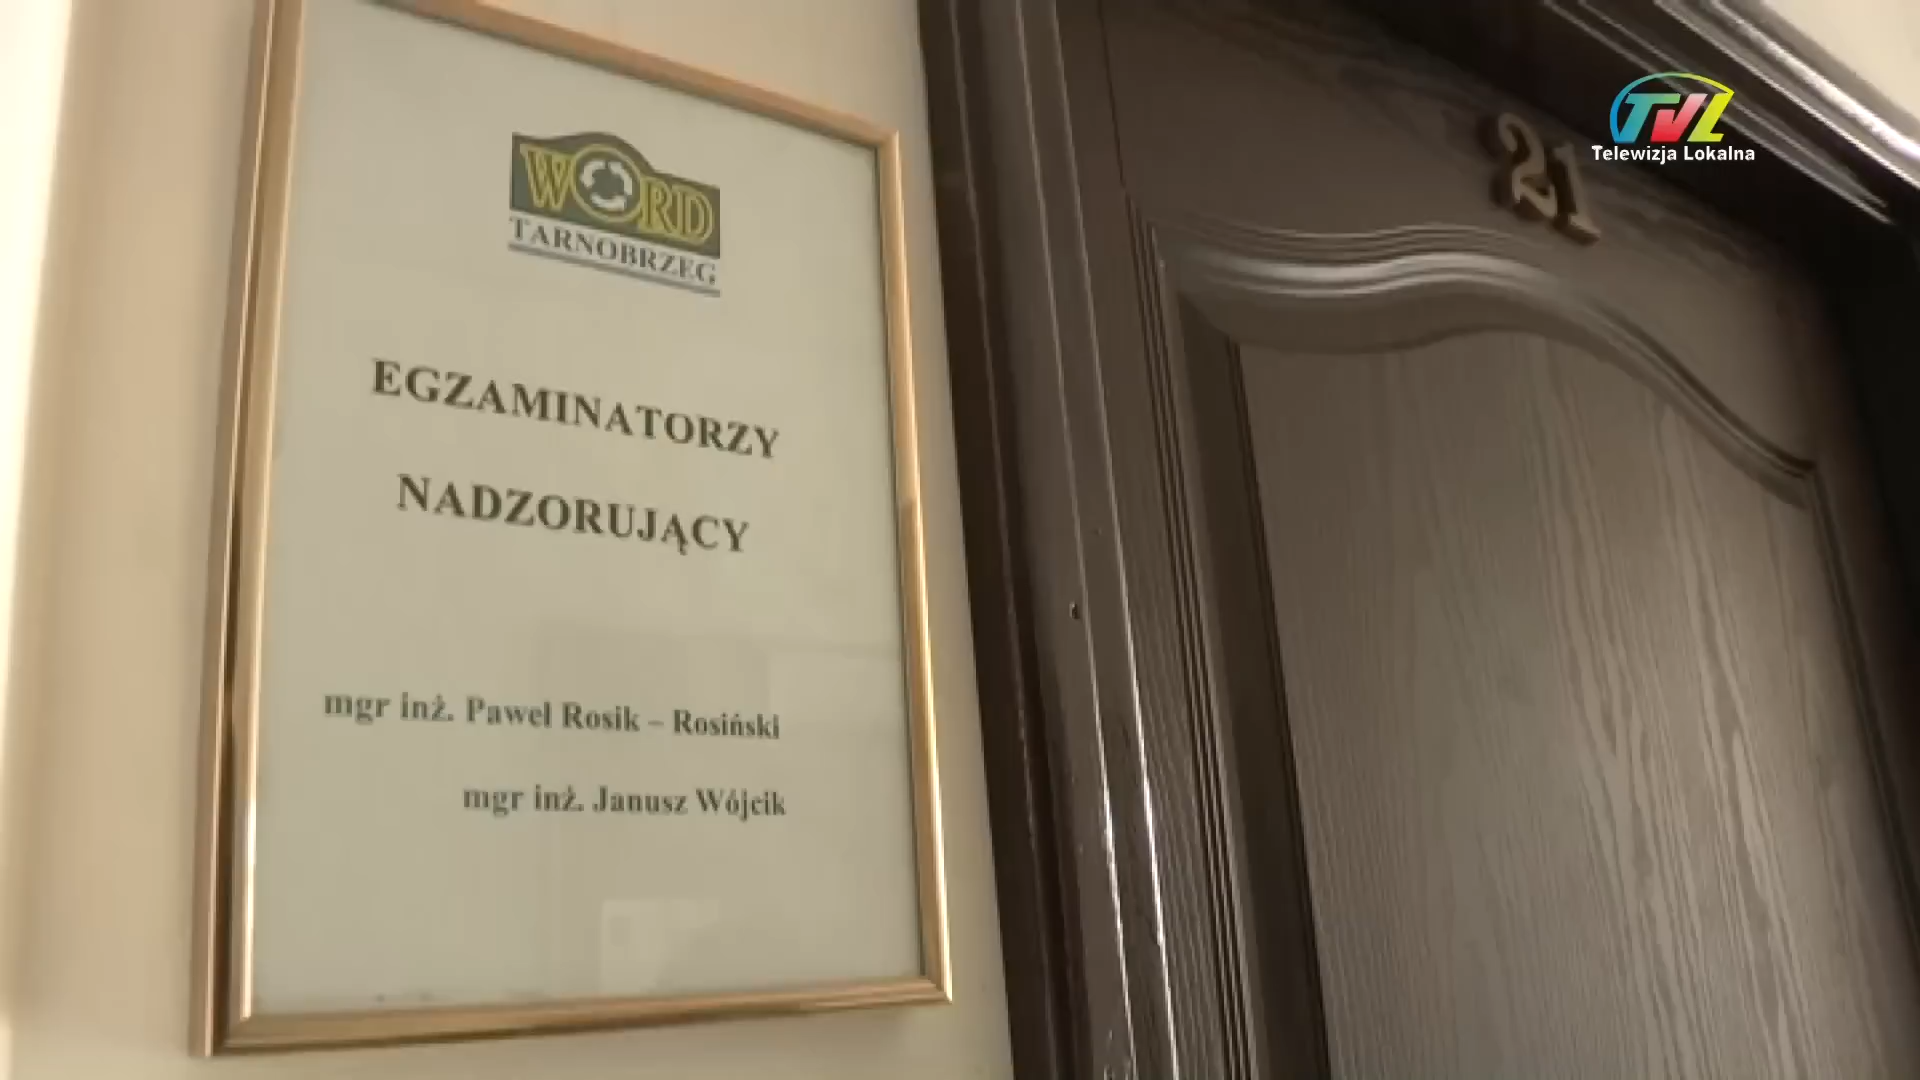 WORD
TARNOBRZEG
EGZAMINATORZY
NADZORUJĄCY
mgr inż. Paweł Rosik – Rosiński
mgr inż. Janusz Wójcik
21
TVL
Telewizja Lokalna